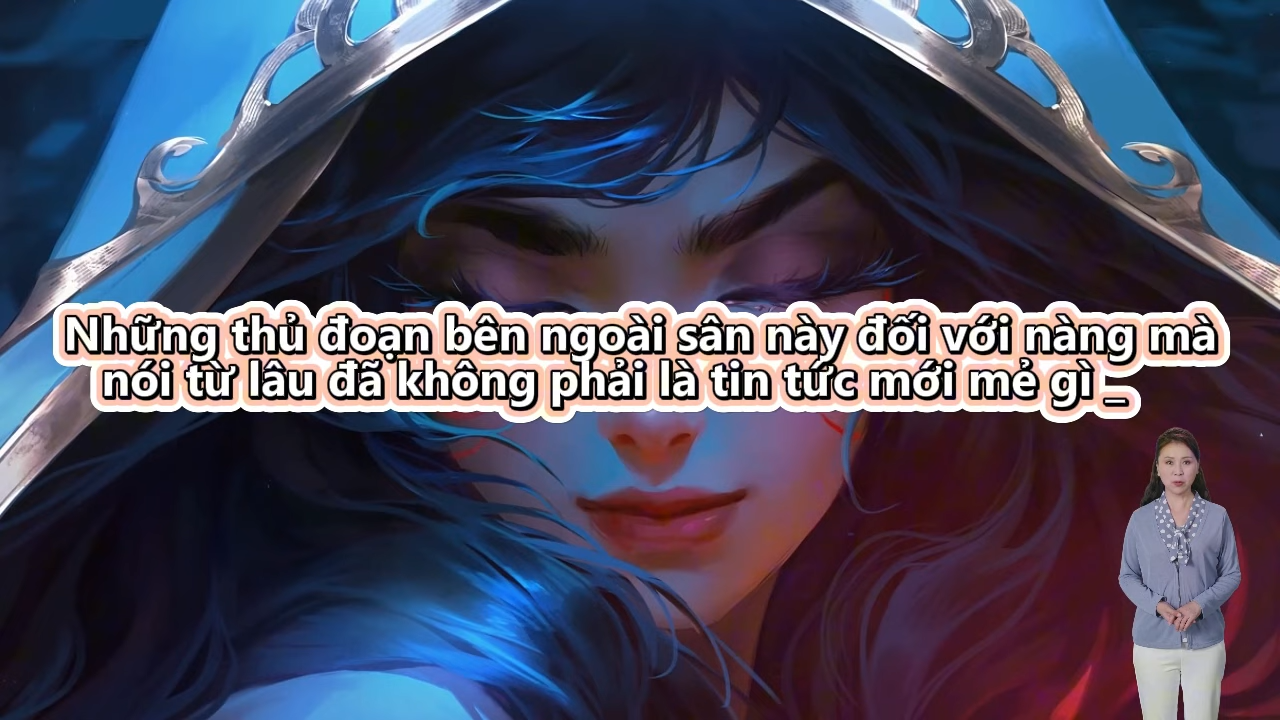 Những thủ đoạn bên ngoài sân này đối với nàng mà
nói từ lâu đã không phải là tin tức mới mẻ gì _